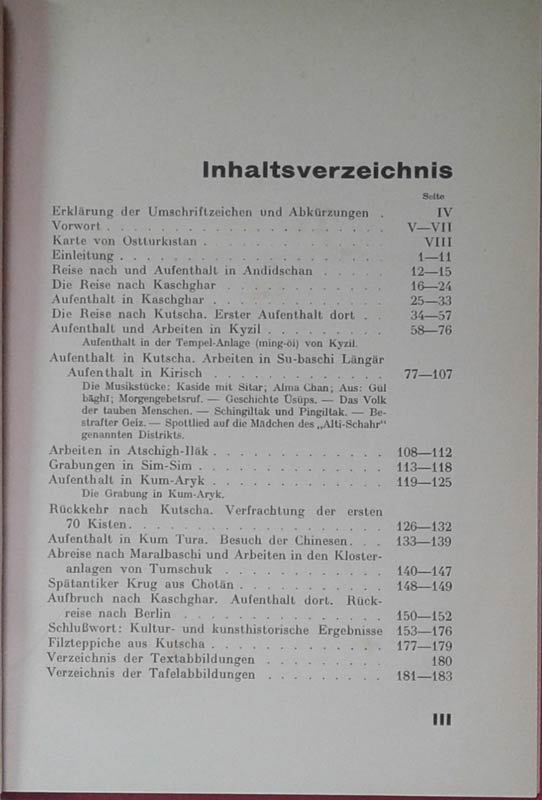 Inhaltsverzeichnis
Seite
Erklärung der Umschriftzeichen und Abkürzungen . IV
Vorwort . . . . . . . . . . . . . . . . . . . V—VII
Karte von Ostturkistan . . . . . . . . . . . . . VIII
Einleitung . . . . . . . . . . . . . . . . . . 1—11
Reise nach und Aufenthalt in Andidschan . . . . . 12—15
Die Reise nach Kaschghar . . . . . . . . . . . 16—24
Aufenthalt in Kaschghar . . . . . . . . . . . . 25—33
Die Reise nach Kutscha. Erster Aufenthalt dort . . 34—57
Aufenthalt und Arbeiten in Kyzil . . . . . . . . . 58—76
Aufenthalt in der Tempel-Anlage (ming-öi) von Kyzil.
Aufenthalt in Kutscha. Arbeiten in Su-baschi Längär
Aufenthalt in Kirisch . . . . . . . . . . . . 77—107
Die Musikstücke: Kaside mit Sitar; Alma Chan; Aus: Gül
bāghī; Morgengebetsruf. — Geschichte Ūsūps. — Das Volk
der tauben Menschen. — Schingiltak und Pingiltak. — Be-
strafter Geiz. — Spottlied auf die Mädchen des „Alti-Schahr“
genannten Distrikts.
Arbeiten in Atschigh-Iläk . . . . . . . . . . . . 108—112
Grabungen in Sim-Sim . . . . . . . . . . . . . 113—118
Aufenthalt in Kum-Aryk . . . . . . . . . . . . 119—125
Die Grabung in Kum-Aryk.
Rückkehr nach Kutscha. Verfrachtung der ersten
70 Kisten. . . . . . . . . . . . . . . . . . 126—132
Aufenthalt in Kum Tura. Besuch der Chinesen. . . 133—139
Abreise nach Maralbaschi und Arbeiten in den Kloster-
anlagen von Tumschuk . . . . . . . . . . . . 140—147
Spätantiker Krug aus Chotän . . . . . . . . . . 148—149
Aufbruch nach Kaschghar. Aufenthalt dort. Rück-
reise nach Berlin . . . . . . . . . . . . . . 150—152
Schlußwort: Kultur- und kunsthistorische Ergebnisse 153—176
Filzteppiche aus Kutscha . . . . . . . . . . . . 177—179
Verzeichnis der Textabbildungen . . . . . . . . . 180
Verzeichnis der Tafelabbildungen . . . . . . . . 181—183
III